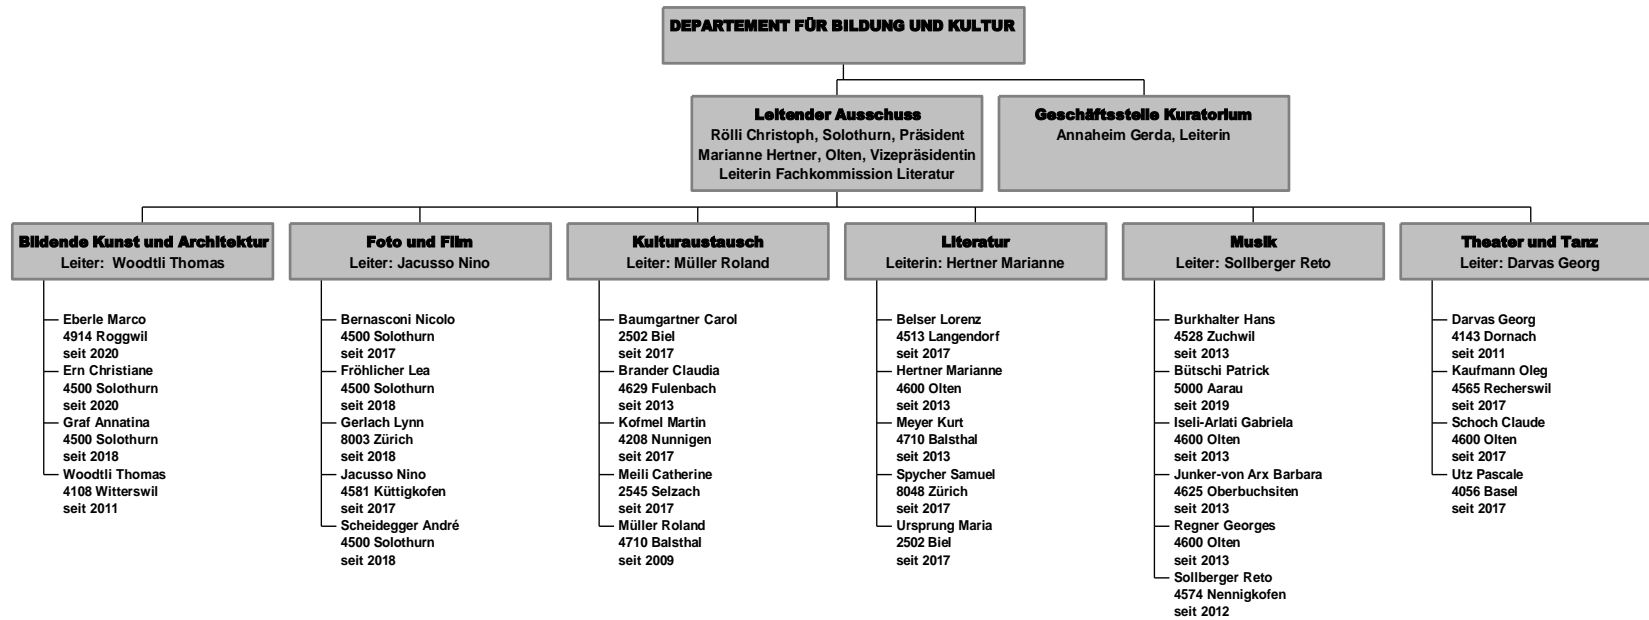 DEPARTEMENT FÜR BILDUNG UND KULTUR
Leitender Ausschuss
Rölli Christoph, Solothurn, Präsident
Marianne Hertner, Olten, Vizepräsidentin
Leiterin Fachkommission Literatur
Geschäftsstelle Kuratorium
Annaheim Gerda, Leiterin
Bildende Kunst und Architektur
Leiter: Woodtli Thomas
Eberle Marco
4914 Roggwil
seit 2020
Ern Christiane
4500 Solothurn
seit 2020
Graf Annatina
4500 Solothurn
seit 2018
Woodtli Thomas
4108 Witterswil
seit 2011
Foto und Film
Leiter: Jacusso Nino
Bernasconi Nicolo
4500 Solothurn
seit 2017
Fröhlicher Lea
4500 Solothurn
seit 2018
Gerlach Lynn
8003 Zürich
seit 2018
Jacusso Nino
4581 Küttigkofen
seit 2017
Scheidegger André
4500 Solothurn
seit 2018
Kulturaustausch
Leiter: Müller Roland
Baumgartner Carol
2502 Biel
seit 2017
Brander Claudia
4629 Fulenbach
seit 2013
Kofmel Martin
4208 Nunnigen
seit 2017
Meili Catherine
2545 Selzach
seit 2017
Müller Roland
4710 Balsthal
seit 2009
Literatur
Leiterin: Hertner Marianne
Belser Lorenz
4513 Langendorf
seit 2017
Hertner Marianne
4600 Olten
seit 2013
Meyer Kurt
4710 Balsthal
seit 2013
Spycher Samuel
8048 Zürich
seit 2017
Ursprung Maria
2502 Biel
seit 2017
Musik
Leiter: Sollberger Reto
Burkhalter Hans
4528 Zuchwil
seit 2013
Bütschi Patrick
5000 Aarau
seit 2019
Iseli-Arlati Gabriela
4600 Olten
seit 2013
Junker-von Arx Barbara
4625 Oberbuchsiten
seit 2013
Regner Georges
4600 Olten
seit 2013
Sollberger Reto
4574 Nennigkofen
seit 2012
Theater und Tanz
Leiter: Darvas Georg
Darvas Georg
4143 Dornach
seit 2011
Kaufmann Oleg
4565 Recherswil
seit 2017
Schoch Claude
4600 Olten
seit 2017
Utz Pascale
4056 Basel
seit 2017